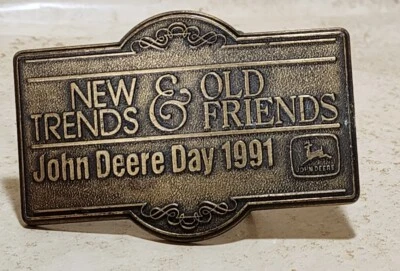 NEW TRENDS & OLD FRIENDS
John Deere Day 1991
JOHN DEERE